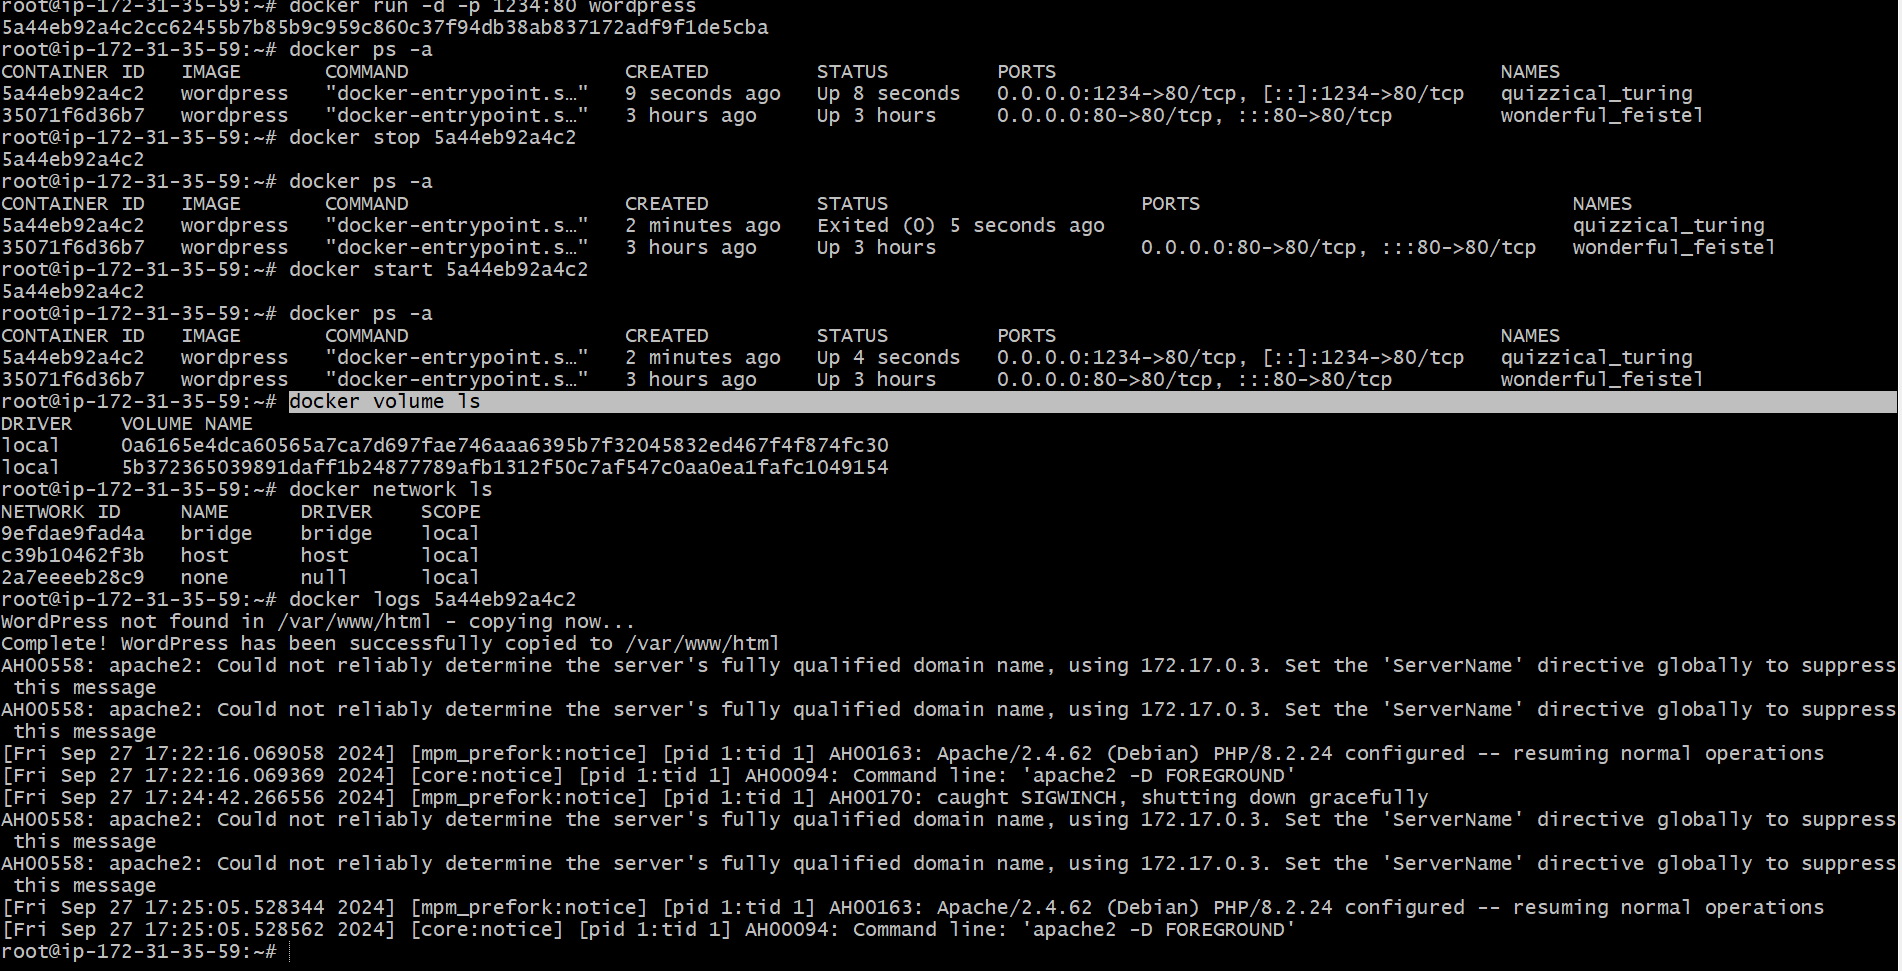 root@ip-172-31-35-59:~# docker run -d -p 1234:80 wordpress
5a44eb92a4c2cc62455b7b85b9c959c860c37f94db38ab837172adf9f1de5cba
root@ip-172-31-35-59:~# docker ps -a
CONTAINER ID   IMAGE       COMMAND                  CREATED         STATUS         PORTS                                     NAMES
5a44eb92a4c2   wordpress   "docker-entrypoint.s…"   9 seconds ago   Up 8 seconds   0.0.0.0:1234->80/tcp, [::]:1234->80/tcp   quizzical_turing
35071f6d36b7   wordpress   "docker-entrypoint.s…"   3 hours ago     Up 3 hours     0.0.0.0:80->80/tcp, :::80->80/tcp         wonderful_feistel
root@ip-172-31-35-59:~# docker stop 5a44eb92a4c2
5a44eb92a4c2
root@ip-172-31-35-59:~# docker ps -a
CONTAINER ID   IMAGE       COMMAND                  CREATED         STATUS                     PORTS                               NAMES
5a44eb92a4c2   wordpress   "docker-entrypoint.s…"   2 minutes ago   Exited (0) 5 seconds ago                                       quizzical_turing
35071f6d36b7   wordpress   "docker-entrypoint.s…"   3 hours ago     Up 3 hours                 0.0.0.0:80->80/tcp, :::80->80/tcp   wonderful_feistel
root@ip-172-31-35-59:~# docker start 5a44eb92a4c2
5a44eb92a4c2
root@ip-172-31-35-59:~# docker ps -a
CONTAINER ID   IMAGE       COMMAND                  CREATED         STATUS         PORTS                                     NAMES
5a44eb92a4c2   wordpress   "docker-entrypoint.s…"   2 minutes ago   Up 4 seconds   0.0.0.0:1234->80/tcp, [::]:1234->80/tcp   quizzical_turing
35071f6d36b7   wordpress   "docker-entrypoint.s…"   3 hours ago     Up 3 hours     0.0.0.0:80->80/tcp, :::80->80/tcp         wonderful_feistel
root@ip-172-31-35-59:~# docker volume ls
DRIVER    VOLUME NAME
local     0a6165e4dca60565a7ca7d697fae746aaa6395b7f32045832ed467f4f874fc30
local     5b372365039891daff1b24877789afb1312f50c7af547c0aa0ea1fafc1049154
root@ip-172-31-35-59:~# docker network ls
NETWORK ID     NAME      DRIVER    SCOPE
9efdae9fad4a   bridge    bridge    local
c39b10462f3b   host      host      local
2a7eeeeb28c9   none      null      local
root@ip-172-31-35-59:~# docker logs 5a44eb92a4c2
WordPress not found in /var/www/html - copying now...
Complete! WordPress has been successfully copied to /var/www/html
AH00558: apache2: Could not reliably determine the server's fully qualified domain name, using 172.17.0.3. Set the 'ServerName' directive globally to suppress
 this message
AH00558: apache2: Could not reliably determine the server's fully qualified domain name, using 172.17.0.3. Set the 'ServerName' directive globally to suppress
 this message
[Fri Sep 27 17:22:16.069058 2024] [mpm_prefork:notice] [pid 1:tid 1] AH00163: Apache/2.4.62 (Debian) PHP/8.2.24 configured -- resuming normal operations
[Fri Sep 27 17:22:16.069369 2024] [core:notice] [pid 1:tid 1] AH00094: Command line: 'apache2 -D FOREGROUND'
[Fri Sep 27 17:24:42.266556 2024] [mpm_prefork:notice] [pid 1:tid 1] AH00170: caught SIGWINCH, shutting down gracefully
AH00558: apache2: Could not reliably determine the server's fully qualified domain name, using 172.17.0.3. Set the 'ServerName' directive globally to suppress
 this message
AH00558: apache2: Could not reliably determine the server's fully qualified domain name, using 172.17.0.3. Set the 'ServerName' directive globally to suppress
 this message
[Fri Sep 27 17:25:05.528344 2024] [mpm_prefork:notice] [pid 1:tid 1] AH00163: Apache/2.4.62 (Debian) PHP/8.2.24 configured -- resuming normal operations
[Fri Sep 27 17:25:05.528562 2024] [core:notice] [pid 1:tid 1] AH00094: Command line: 'apache2 -D FOREGROUND'
root@ip-172-31-35-59:~#